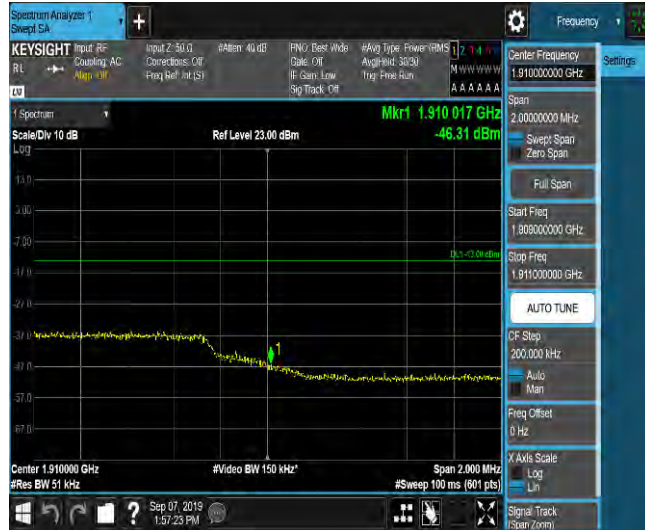 Spectrum Analyzer 1
Swept SA
+
Frequency
KEYSIGHT
Input: RF
Input Z: 50 Ω
#Atten: 40 dB
PNO: Best Wide
#Avg Type: Power (RMS
1 2 3 4
RL
Coupling: AC
Corrections: Off
Gate: Off
Avg|Hold: 30/30
M W W W W W
Align: Off
Freq Ref: Int (S)
IF Gain: Low
Trig: Free Run
Sig Track: Off
A A A A A A
LXI
1 Spectrum
Mkr1 1.910 017 GHz
Scale/Div 10 dB
Ref Level 23.00 dBm
-46.31 dBm
Log
13.0
3.00
-7.00
DL1 -13.00 dBm
-17.0
-27.0
-37.0
1
-47.0
-57.0
-67.0
Center 1.910000 GHz
#Video BW 150 kHz*
Span 2.000 MHz
#Res BW 51 kHz
#Sweep 100 ms (601 pts)
?
Sep 07, 2019
1:57:23 PM
Center Frequency
1.910000000 GHz
Settings
Span
2.00000000 MHz
Swept Span
Zero Span
Full Span
Start Freq
1.909000000 GHz
Stop Freq
1.911000000 GHz
AUTO TUNE
CF Step
200.000 kHz
Auto
Man
Freq Offset
0 Hz
X Axis Scale
Log
Lin
Signal Track
(Span Zoom)